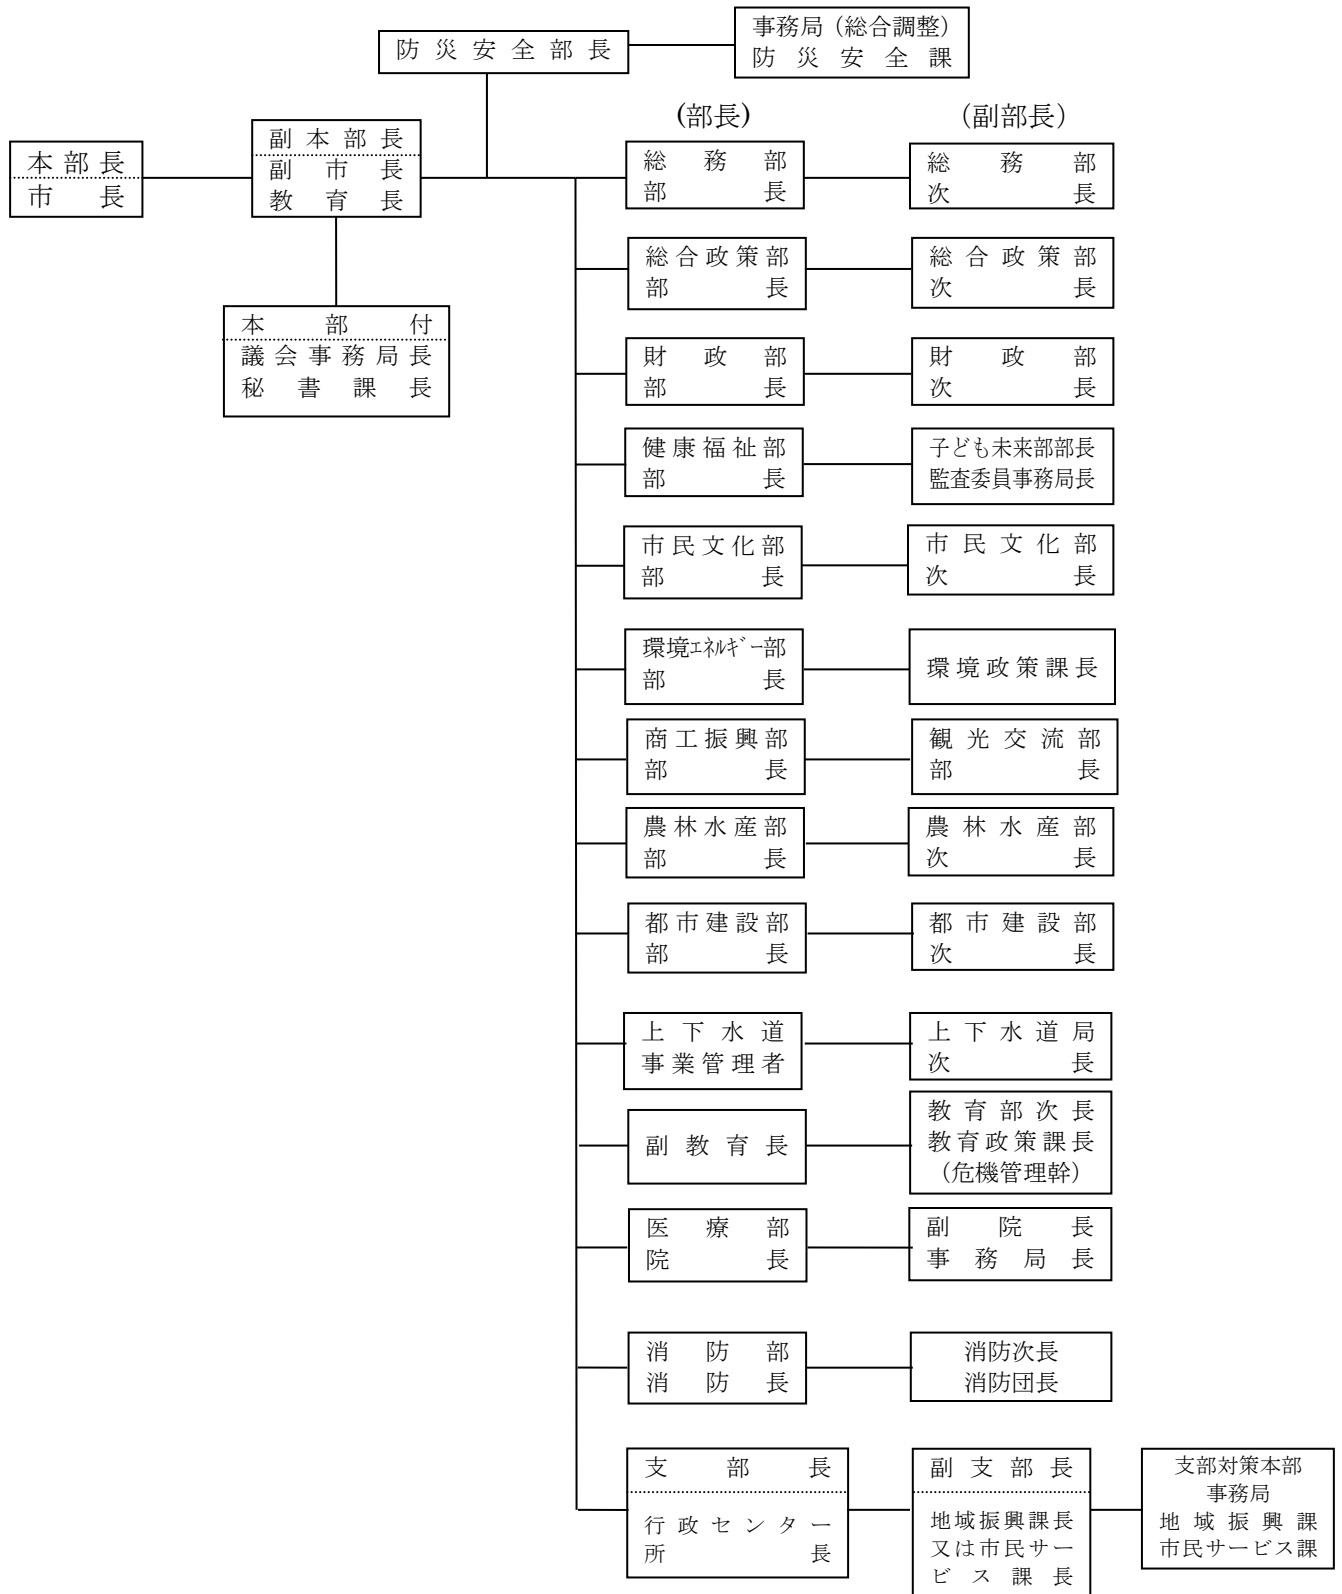 防災安全部長
事務局（総合調整）
防災安全課
(部長)
（副部長）
本部長
市長
副本部長
副市長
教育長
本部付
議会事務局長
秘書課長
総務部
部長
総務部
次長
総合政策部
部長
総合政策部
次長
財政部
部長
財政部
次長
健康福祉部
部長
子ども未来部部長
監査委員事務局長
市民文化部
部長
市民文化部
次長
環境ｴﾈﾙｷﾞｰ部
部長
環境政策課長
商工振興部
部長
観光交流部
部長
農林水産部
部長
農林水産部
次長
都市建設部
部長
都市建設部
次長
上下水道
事業管理者
上下水道局
次長
副教育長
教育部次長
教育政策課長
（危機管理幹）
医療部
院長
副院長
事務局長
消防部
消防長
消防次長
消防団長
支部長
行政センター
所長
副支部長
地域振興課長
又は市民サー
ビス課長
支部対策本部
事務局
地域振興課
市民サービス課